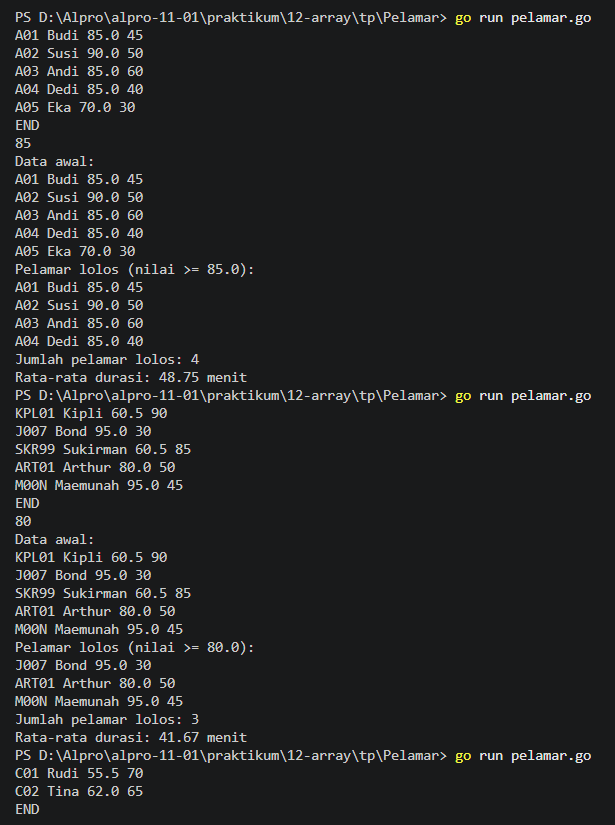 PS D:\Alpro\alpro-11-01\praktikum\12-array\tp\Pelamar> go run pelamar.go
A01 Budi 85.0 45
A02 Susi 90.0 50
A03 Andi 85.0 60
A04 Dedi 85.0 40
A05 Eka 70.0 30
END
85
Data awal:
A01 Budi 85.0 45
A02 Susi 90.0 50
A03 Andi 85.0 60
A04 Dedi 85.0 40
A05 Eka 70.0 30
Pelamar lolos (nilai >= 85.0):
A01 Budi 85.0 45
A02 Susi 90.0 50
A03 Andi 85.0 60
A04 Dedi 85.0 40
Jumlah pelamar lolos: 4
Rata-rata durasi: 48.75 menit
PS D:\Alpro\alpro-11-01\praktikum\12-array\tp\Pelamar> go run pelamar.go
KPL01 Kipli 60.5 90
J007 Bond 95.0 30
SKR99 Sukirman 60.5 85
ART01 Arthur 80.0 50
M00N Maemunah 95.0 45
END
80
Data awal:
KPL01 Kipli 60.5 90
J007 Bond 95.0 30
SKR99 Sukirman 60.5 85
ART01 Arthur 80.0 50
M00N Maemunah 95.0 45
Pelamar lolos (nilai >= 80.0):
J007 Bond 95.0 30
ART01 Arthur 80.0 50
M00N Maemunah 95.0 45
Jumlah pelamar lolos: 3
Rata-rata durasi: 41.67 menit
PS D:\Alpro\alpro-11-01\praktikum\12-array\tp\Pelamar> go run pelamar.go
C01 Rudi 55.5 70
C02 Tina 62.0 65
END